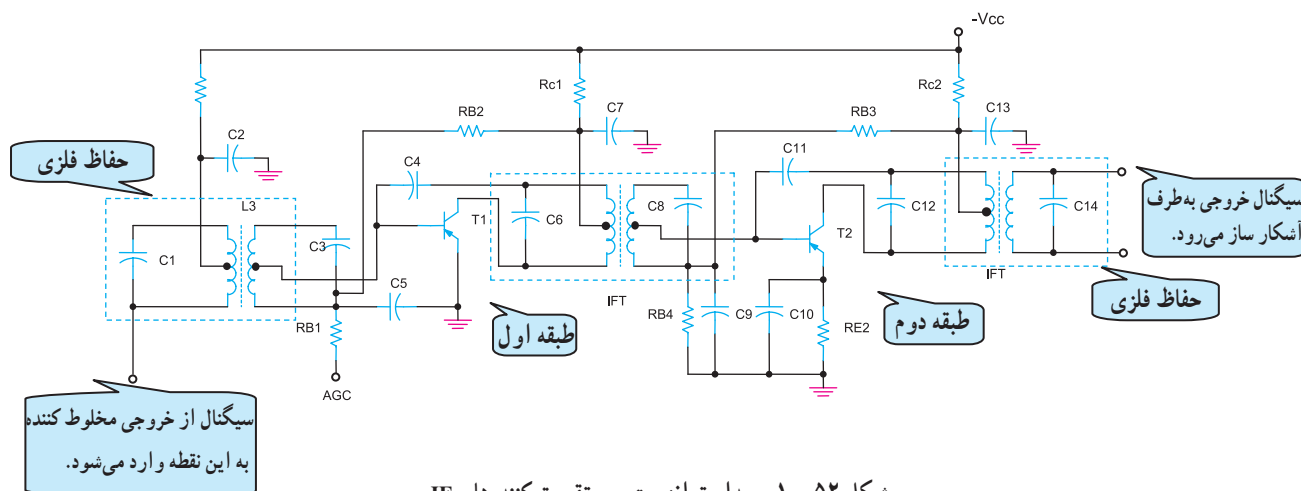 -Vcc
Rc1
Rc2
C7
C13
RB2
RB3
C2
حفاظ فلزی
C4
C11
L3
T1
C6
C8
T2
C12
C14
سیگنال خروجی به‌طرف
آشکار ساز می‌رود.
C1
C3
C5
IFT
IFT
حفاظ فلزی
RB1
طبقه اول
RB4
C9
C10
RE2
طبقه دوم
AGC
سیگنال از خروجی مخلوط کننده
به این نقطه وارد می‌شود.